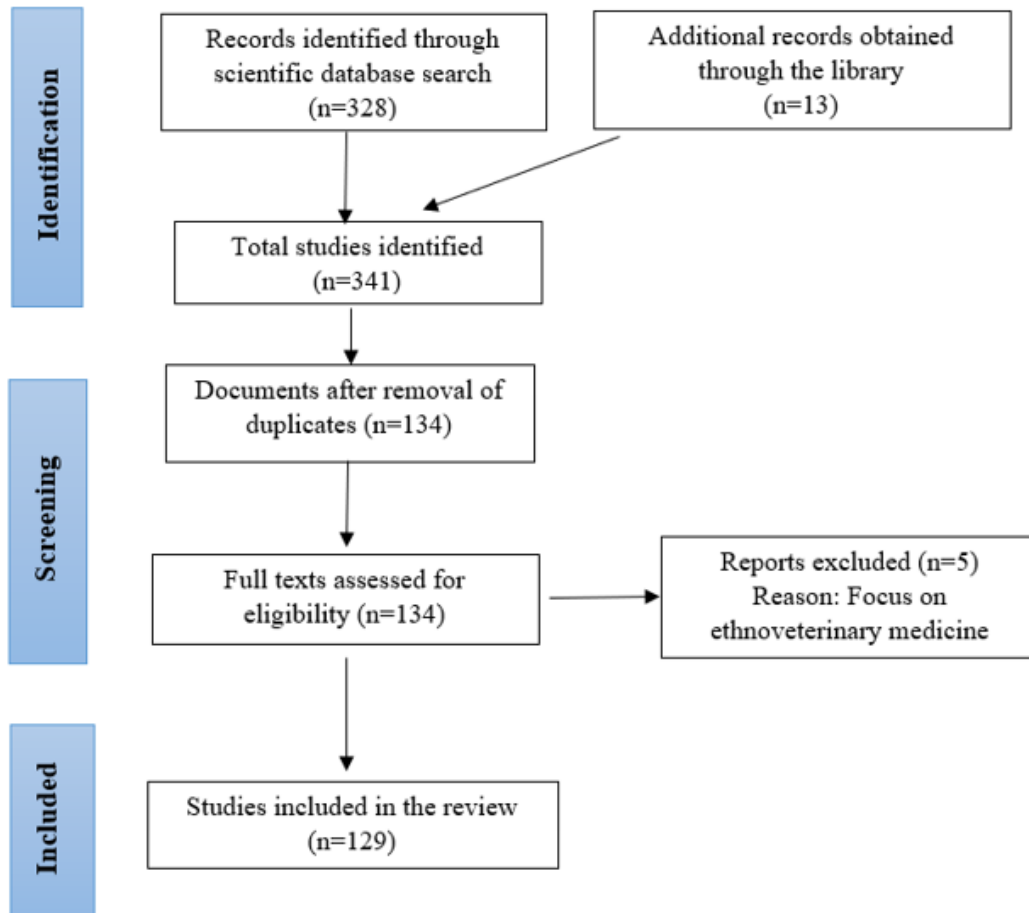 Identification
Records identified through
scientific database search
(n=328)
Additional records obtained
through the library
(n=13)
Total studies identified
(n=341)
Screening
Documents after removal of
duplicates (n=134)
Full texts assessed for
eligibility (n=134)
Reports excluded (n=5)
Reason: Focus on
ethnoveterinary medicine
Included
Studies included in the review
(n=129)